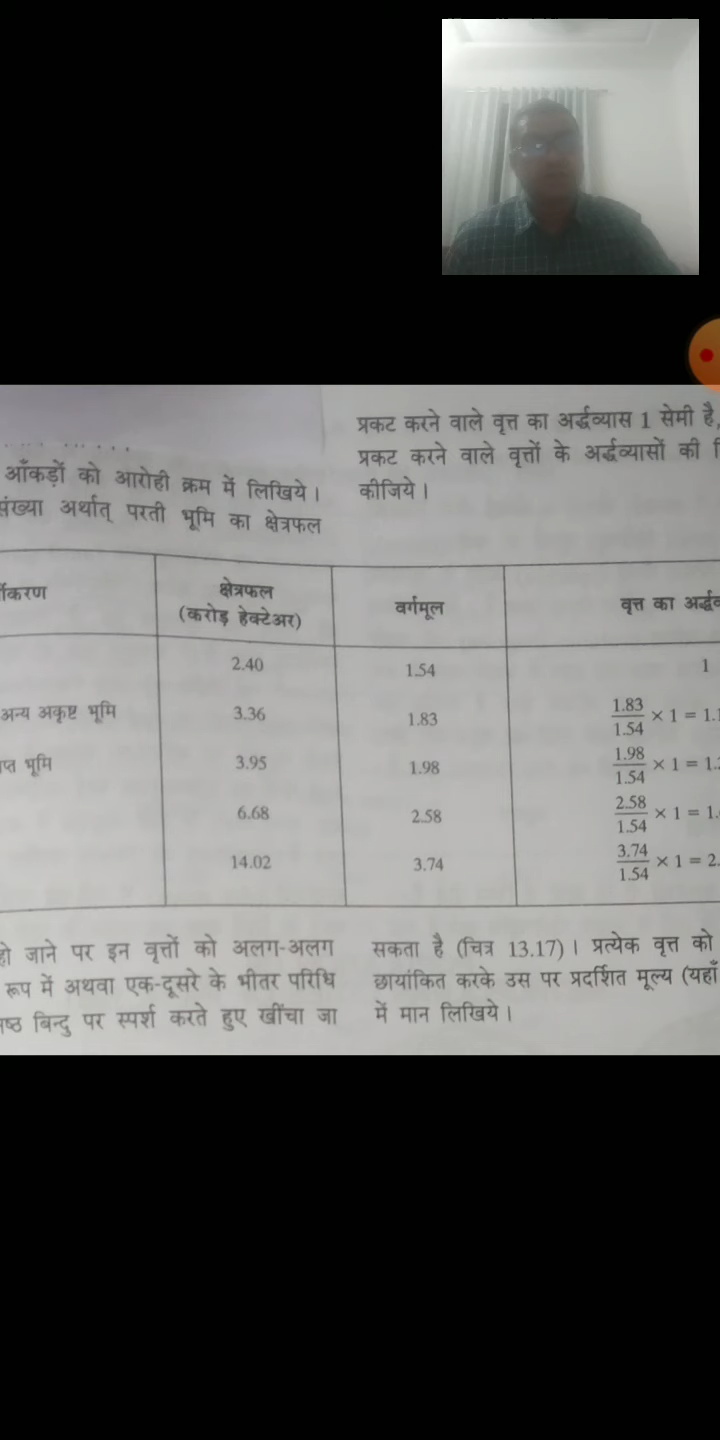 प्रकट करने वाले वृत्त का अर्द्धव्यास 1 सेमी है,
प्रकट करने वाले वृत्तों के अर्द्धव्यासों की
कीजिये।
आँकड़ों को आरोही क्रम में लिखिये।
संख्या अर्थात् परती भूमि का क्षेत्रफल
क्षेत्रफल
(करोड़ हेक्टेअर)
वर्गमूल
वृत्त का
2.40 1.54 1
अन्य अकृष्ट भूमि 3.36 1.83 1.83/1.54 × 1 =
भूमि 3.95 1.98 1.98/1.54 × 1 =
6.68 2.58 2.58/1.54 × 1 =
14.02 3.74 3.74/1.54 × 1 =
हो जाने पर इन वृत्तों को अलग-अलग
रूप में अथवा एक-दूसरे के भीतर परिधि
बिन्दु पर स्पर्श करते हुए खींचा जा
सकता है (चित्र 13.17)। प्रत्येक वृत्त को
छायांकित करके उस पर प्रदर्शित मूल्य (यहाँ
में मान लिखिये।